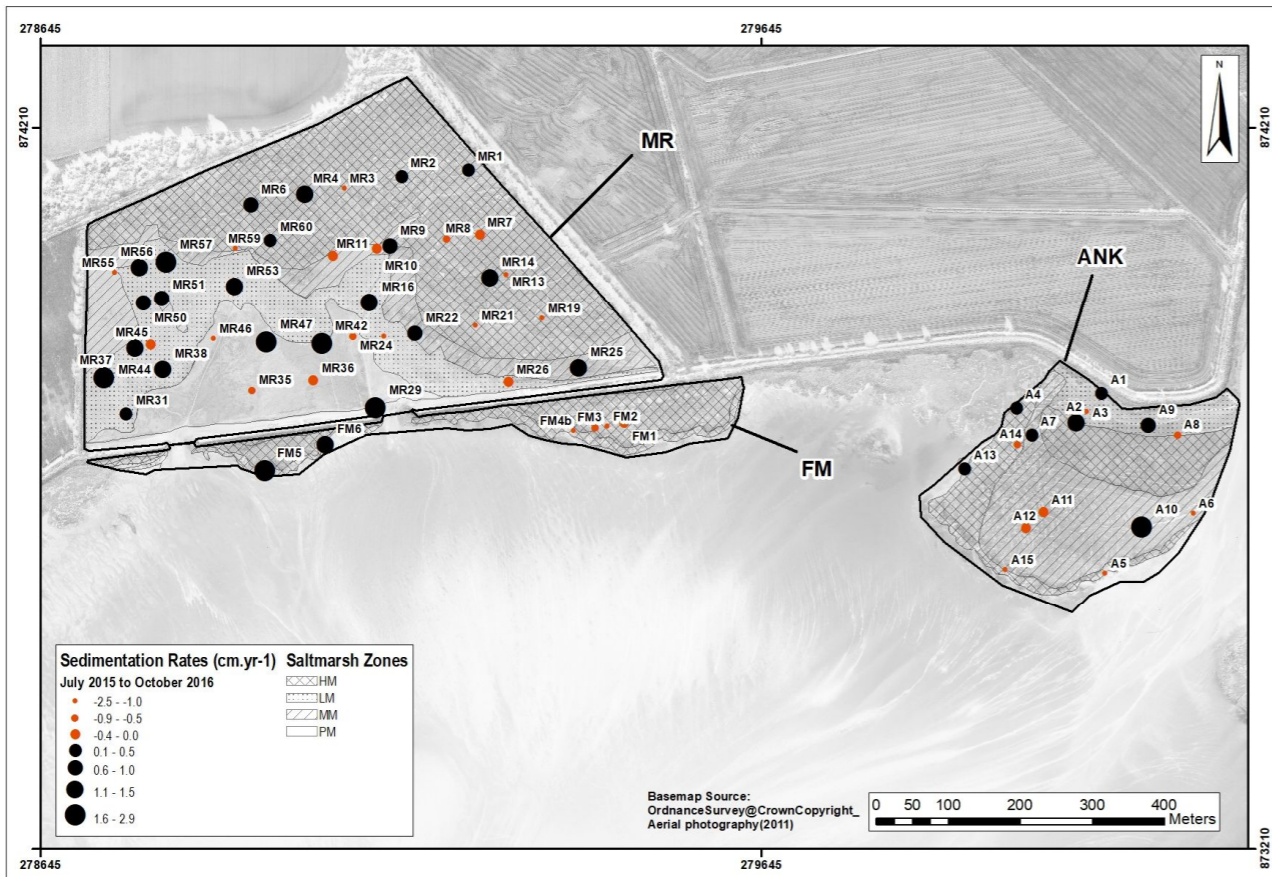 278645
279645
874210
874210
N
MR
MR1
MR2
MR3
MR4
MR6
MR60
MR59
MR57
MR56
MR55
MR11
MR9
MR8
MR7
MR10
MR14
MR13
MR53
MR51
MR50
MR16
MR19
MR21
MR22
MR46
MR47
MR42
MR24
MR45
MR38
MR37
MR44
MR25
MR26
MR36
MR35
MR29
MR31
FM6
FM5
FM4b
FM3
FM2
FM1
FM
ANK
A1
A4
A2
A3
A9
A7
A8
A14
A13
A11
A12
A10
A6
A15
A5
Sedimentation Rates (cm.yr-1)
July 2015 to October 2016
-2.5 - -1.0
-0.9 - -0.5
-0.4 - 0.0
0.1 - 0.5
0.6 - 1.0
1.1 - 1.5
1.6 - 2.9
Saltmarsh Zones
HM
LM
MM
PM
Basemap Source:
OrdnanceSurvey@CrownCopyright_
Aerial photography(2011)
0 50 100 200 300 400
Meters
873210
278645
279645